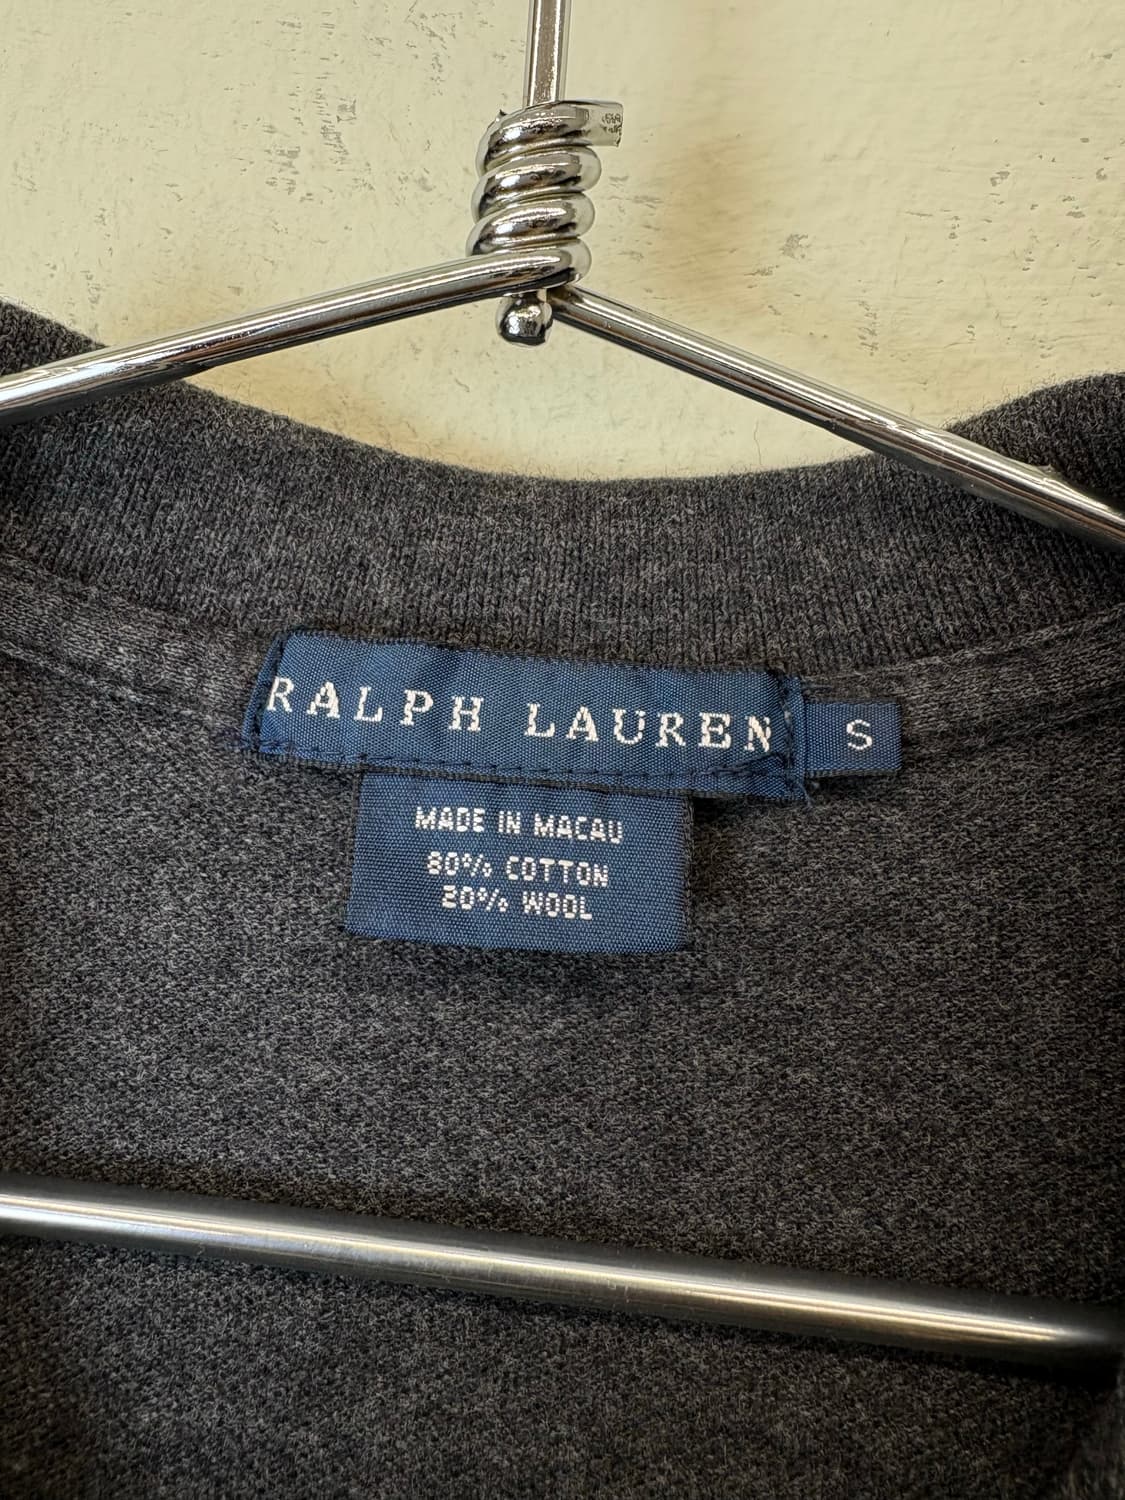 RALPH LAUREN
S
MADE IN MACAU
80% COTTON
20% WOOL